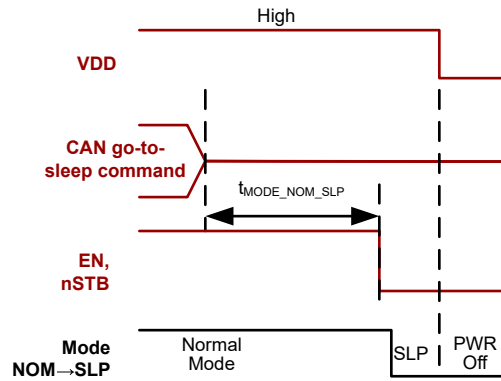 High
VDD
CAN go-to-
sleep command
tMODE_NOM_SLP
EN,
nSTB
Mode
NOM→SLP
Normal
Mode
SLP
PWR
Off